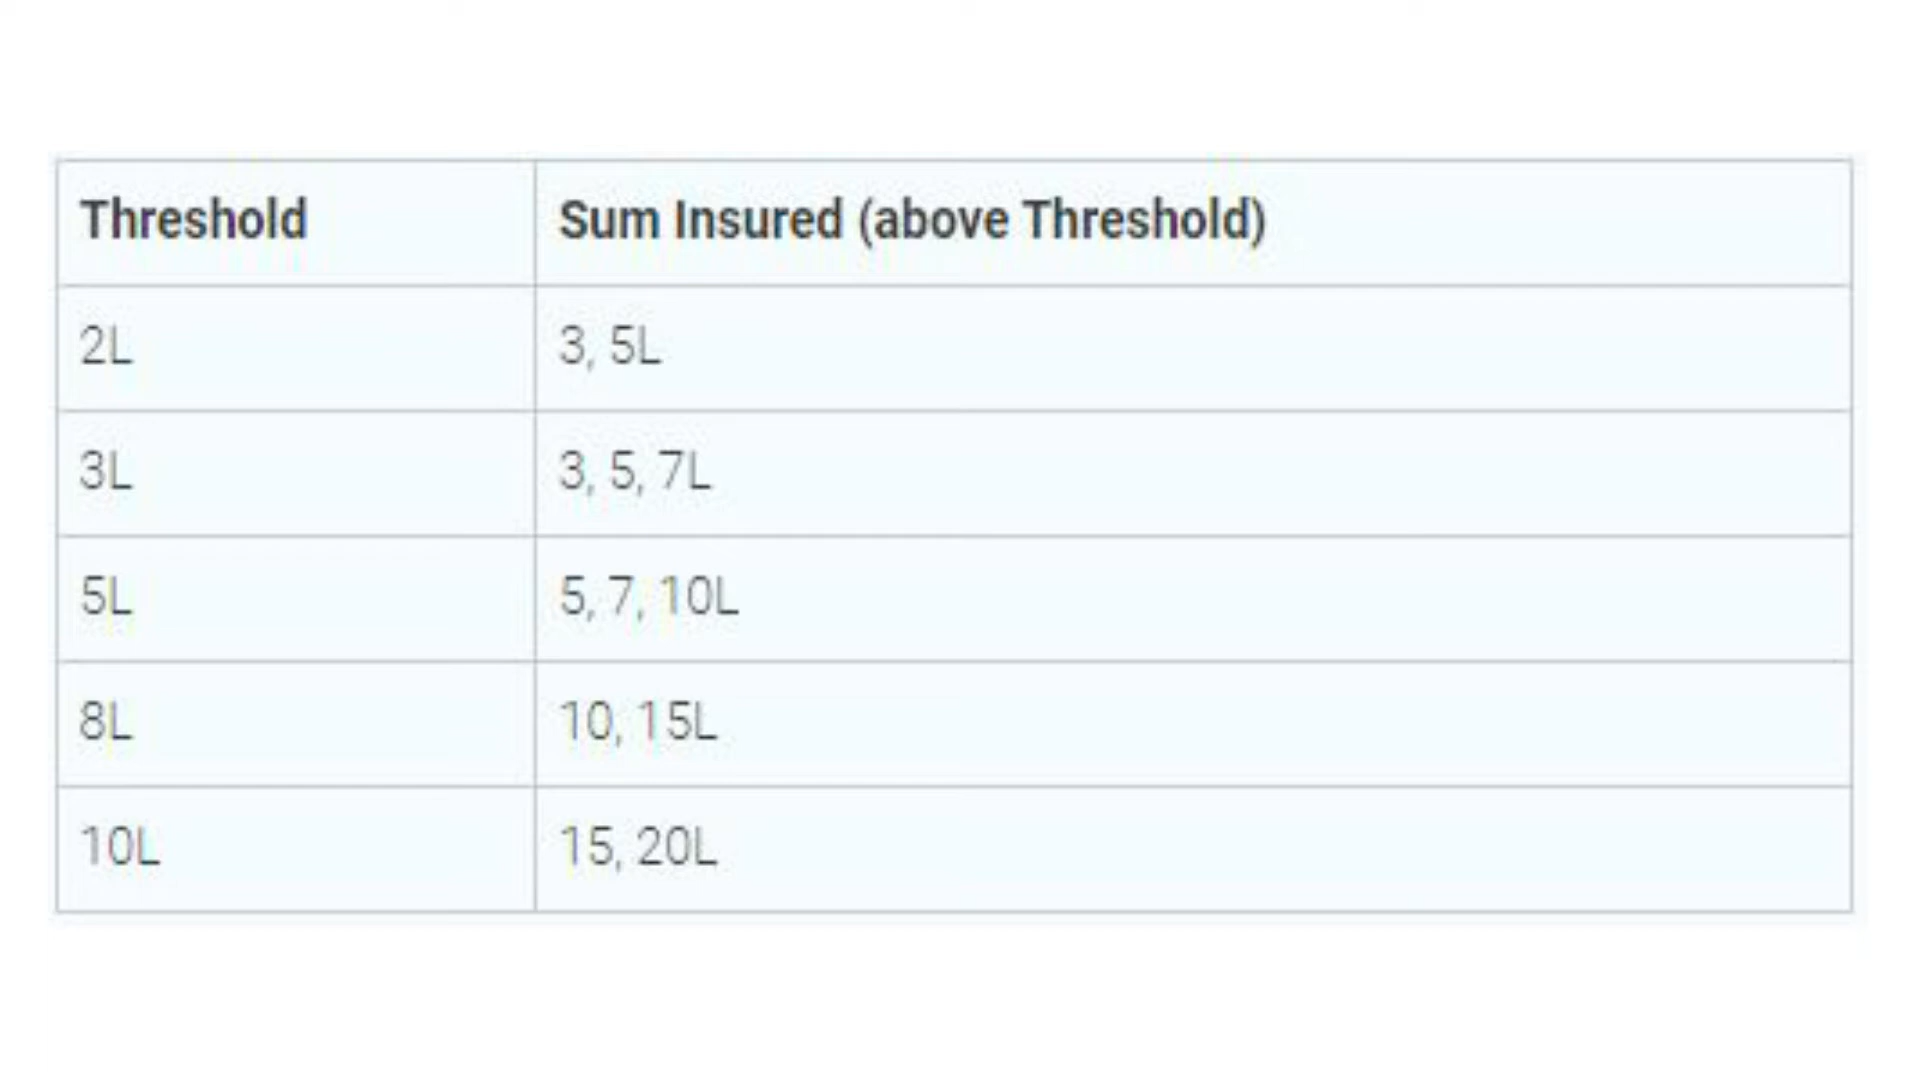 Threshold Sum Insured (above Threshold)
2L 3, 5L
3L 3, 5, 7L
5L 5, 7, 10L
8L 10, 15L
10L 15, 20L